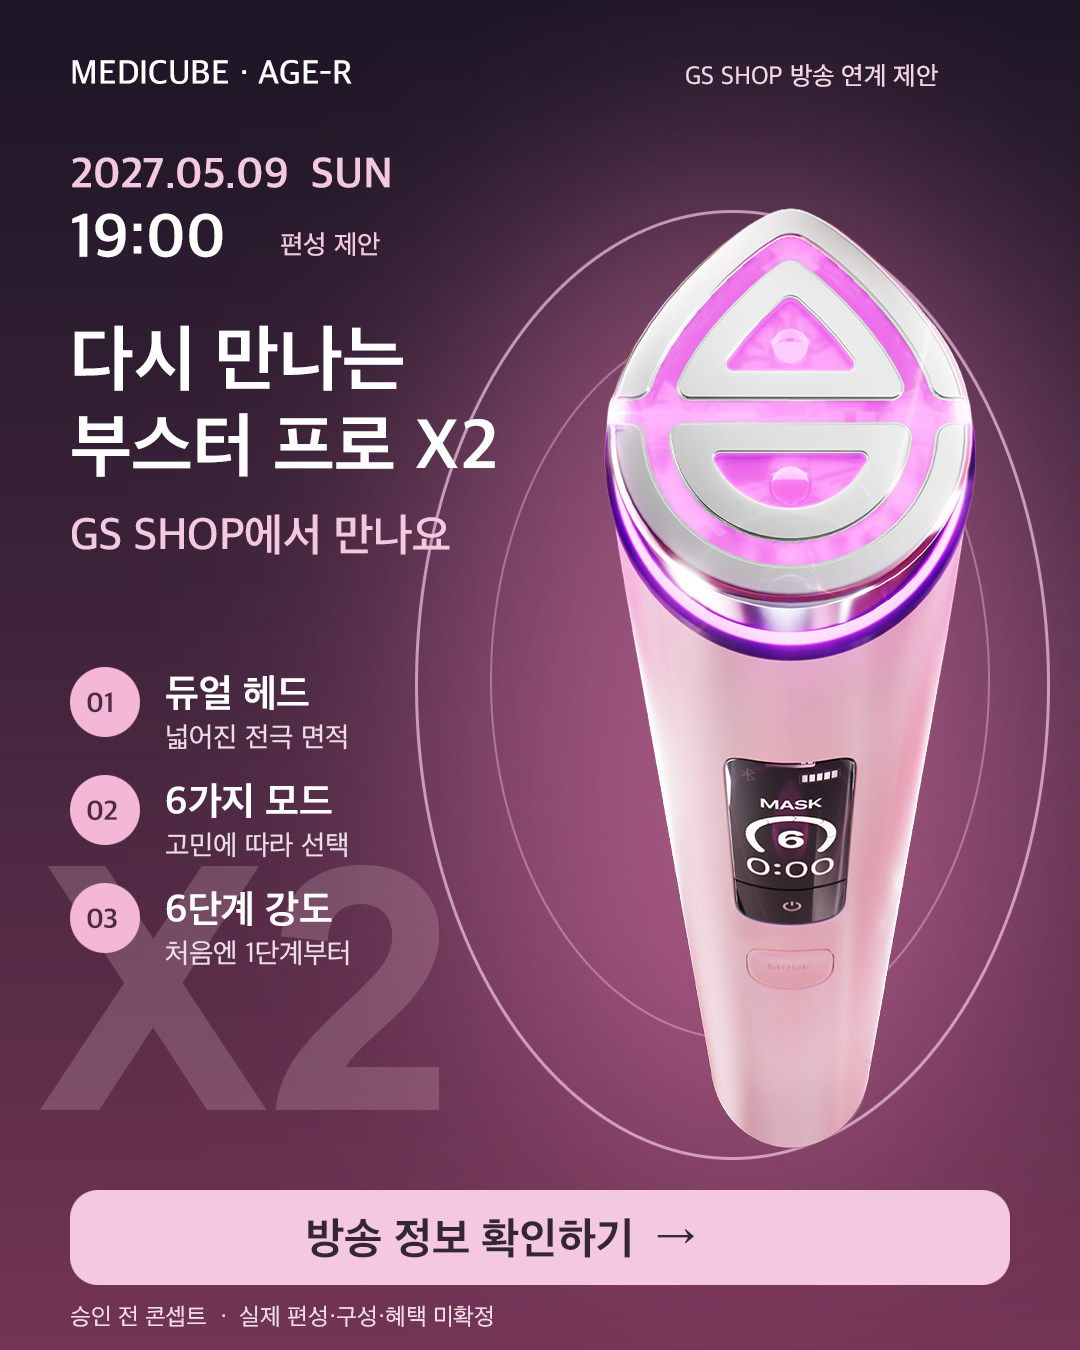 MEDICUBE · AGE-R
GS SHOP 방송 연계 제안
2027.05.09 SUN
19:00 편성 제안
다시 만나는
부스터 프로 X2
GS SHOP에서 만나요
01 듀얼 헤드
넓어진 전극 면적
02 6가지 모드
고민에 따라 선택
03 6단계 강도
처음엔 1단계부터
X2
MASK
6
0:00
MODE
방송 정보 확인하기 →
승인 전 콘셉트 · 실제 편성·구성·혜택 미확정